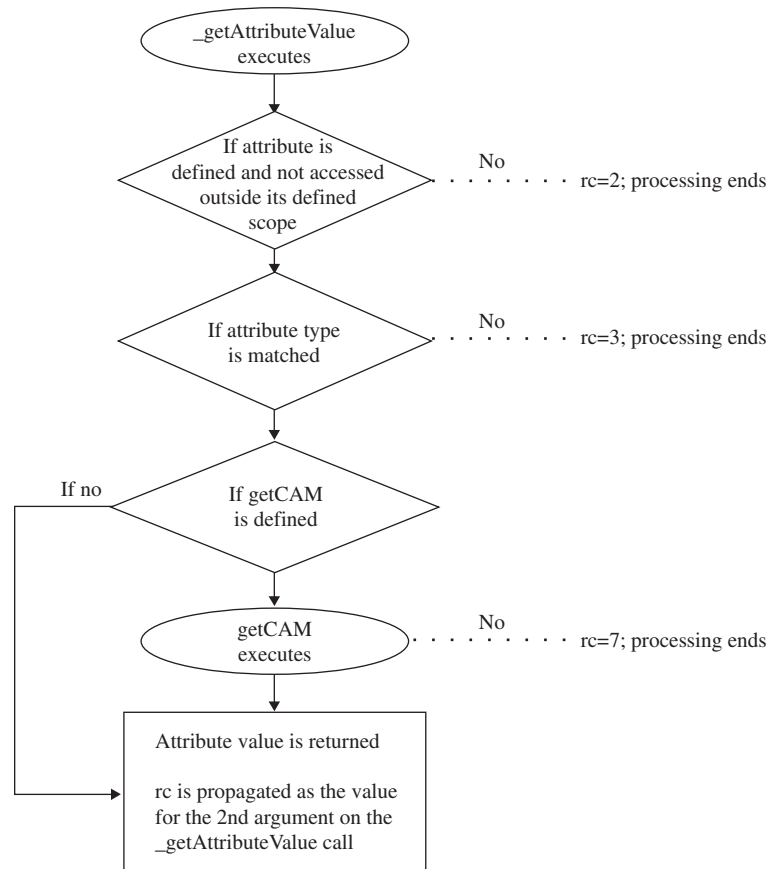 _getAttributeValue
executes
If attribute is
defined and not accessed
outside its defined
scope
No
rc=2; processing ends
If attribute type
is matched
No
rc=3; processing ends
If no
If getCAM
is defined
getCAM
executes
No
rc=7; processing ends
Attribute value is returned
rc is propagated as the value
for the 2nd argument on the
_getAttributeValue call